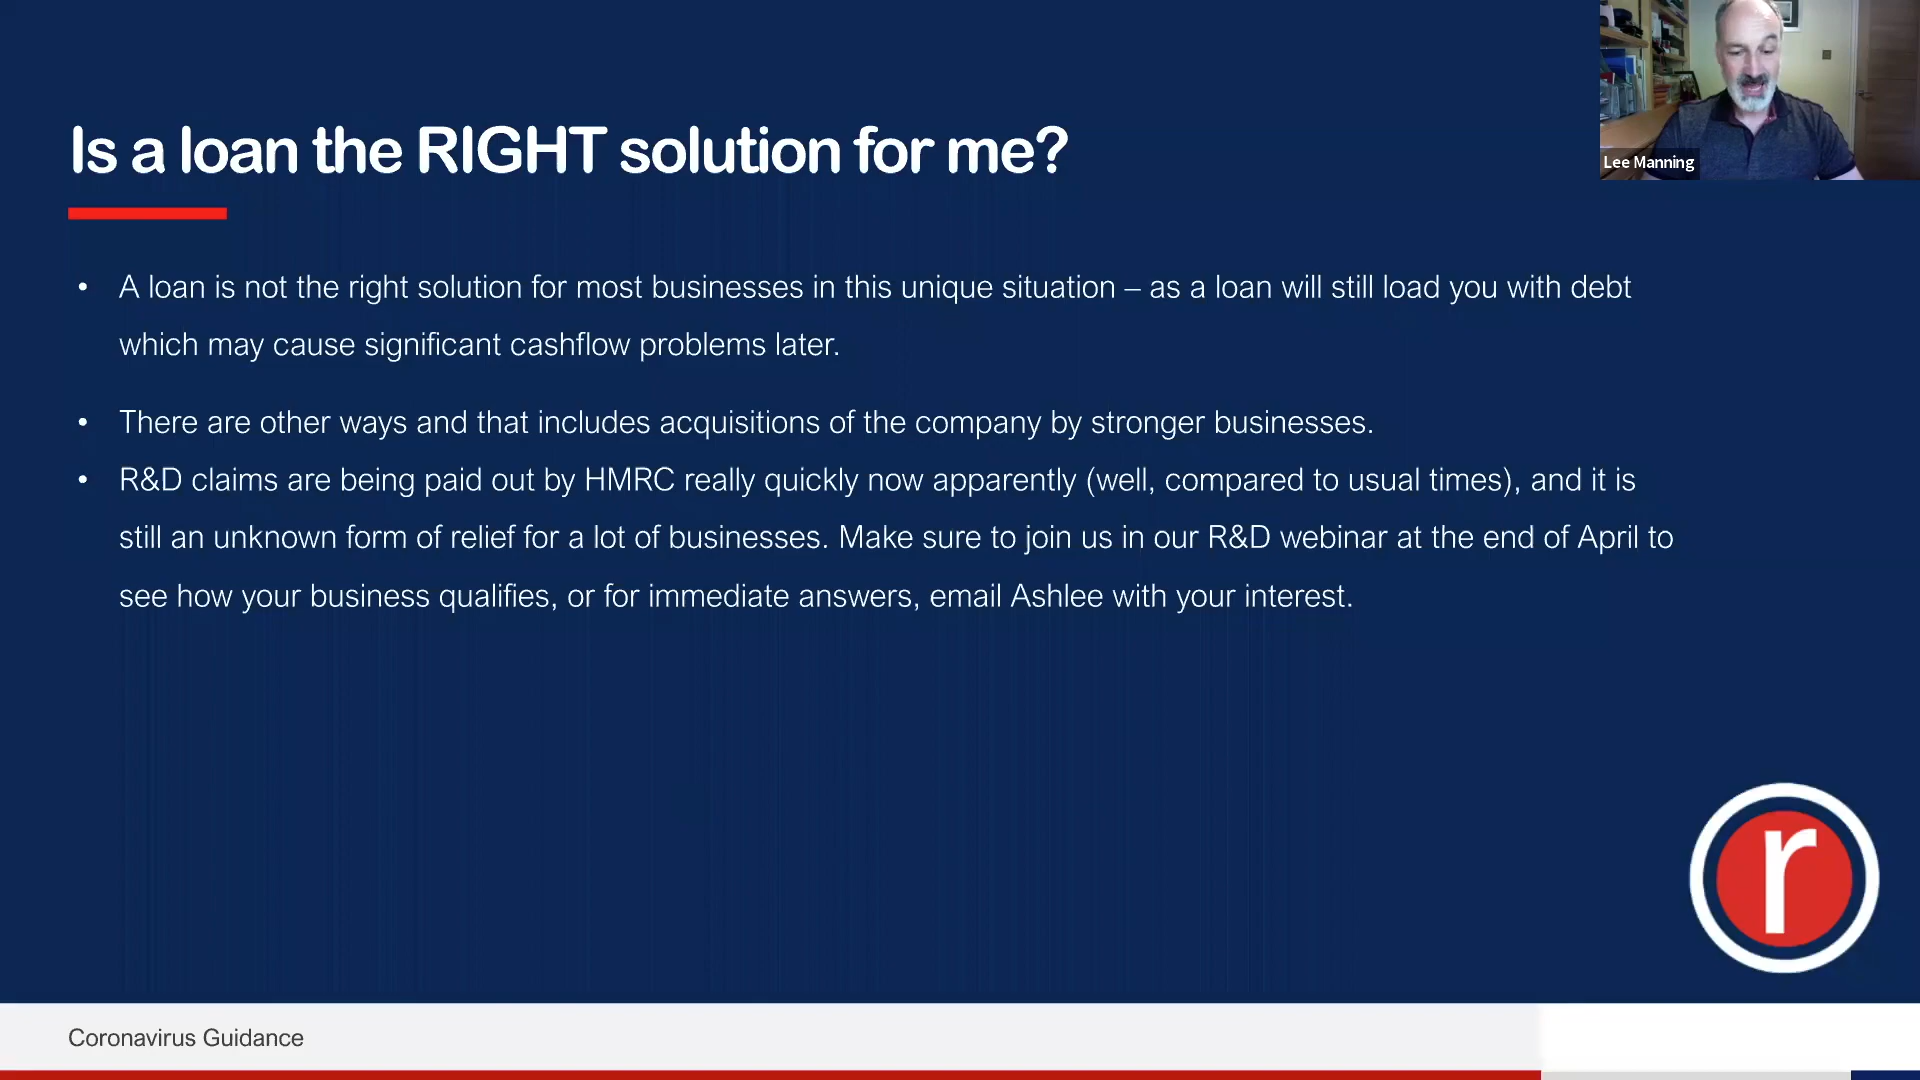 Is a loan the RIGHT solution for me?
Lee Manning
• A loan is not the right solution for most businesses in this unique situation – as a loan will still load you with debt
which may cause significant cashflow problems later.
• There are other ways and that includes acquisitions of the company by stronger businesses.
• R&D claims are being paid out by HMRC really quickly now apparently (well, compared to usual times), and it is
still an unknown form of relief for a lot of businesses. Make sure to join us in our R&D webinar at the end of April to
see how your business qualifies, or for immediate answers, email Ashlee with your interest.
r
Coronavirus Guidance